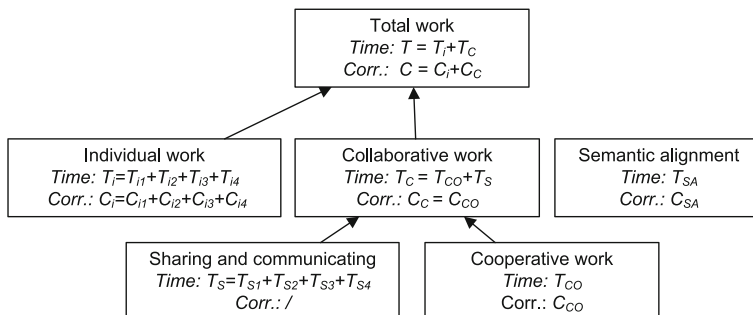 Total work
Time: T = Ti+TC
Corr.: C = Ci+CC
Individual work
Time: Ti=Ti1+Ti2+Ti3+Ti4
Corr.: Ci=Ci1+Ci2+Ci3+Ci4
Collaborative work
Time: TC = TCO+TS
Corr.: CC = CCO
Semantic alignment
Time: TSA
Corr.: CSA
Sharing and communicating
Time: TS=TS1+TS2+TS3+TS4
Corr.: /
Cooperative work
Time: TCO
Corr.: CCO